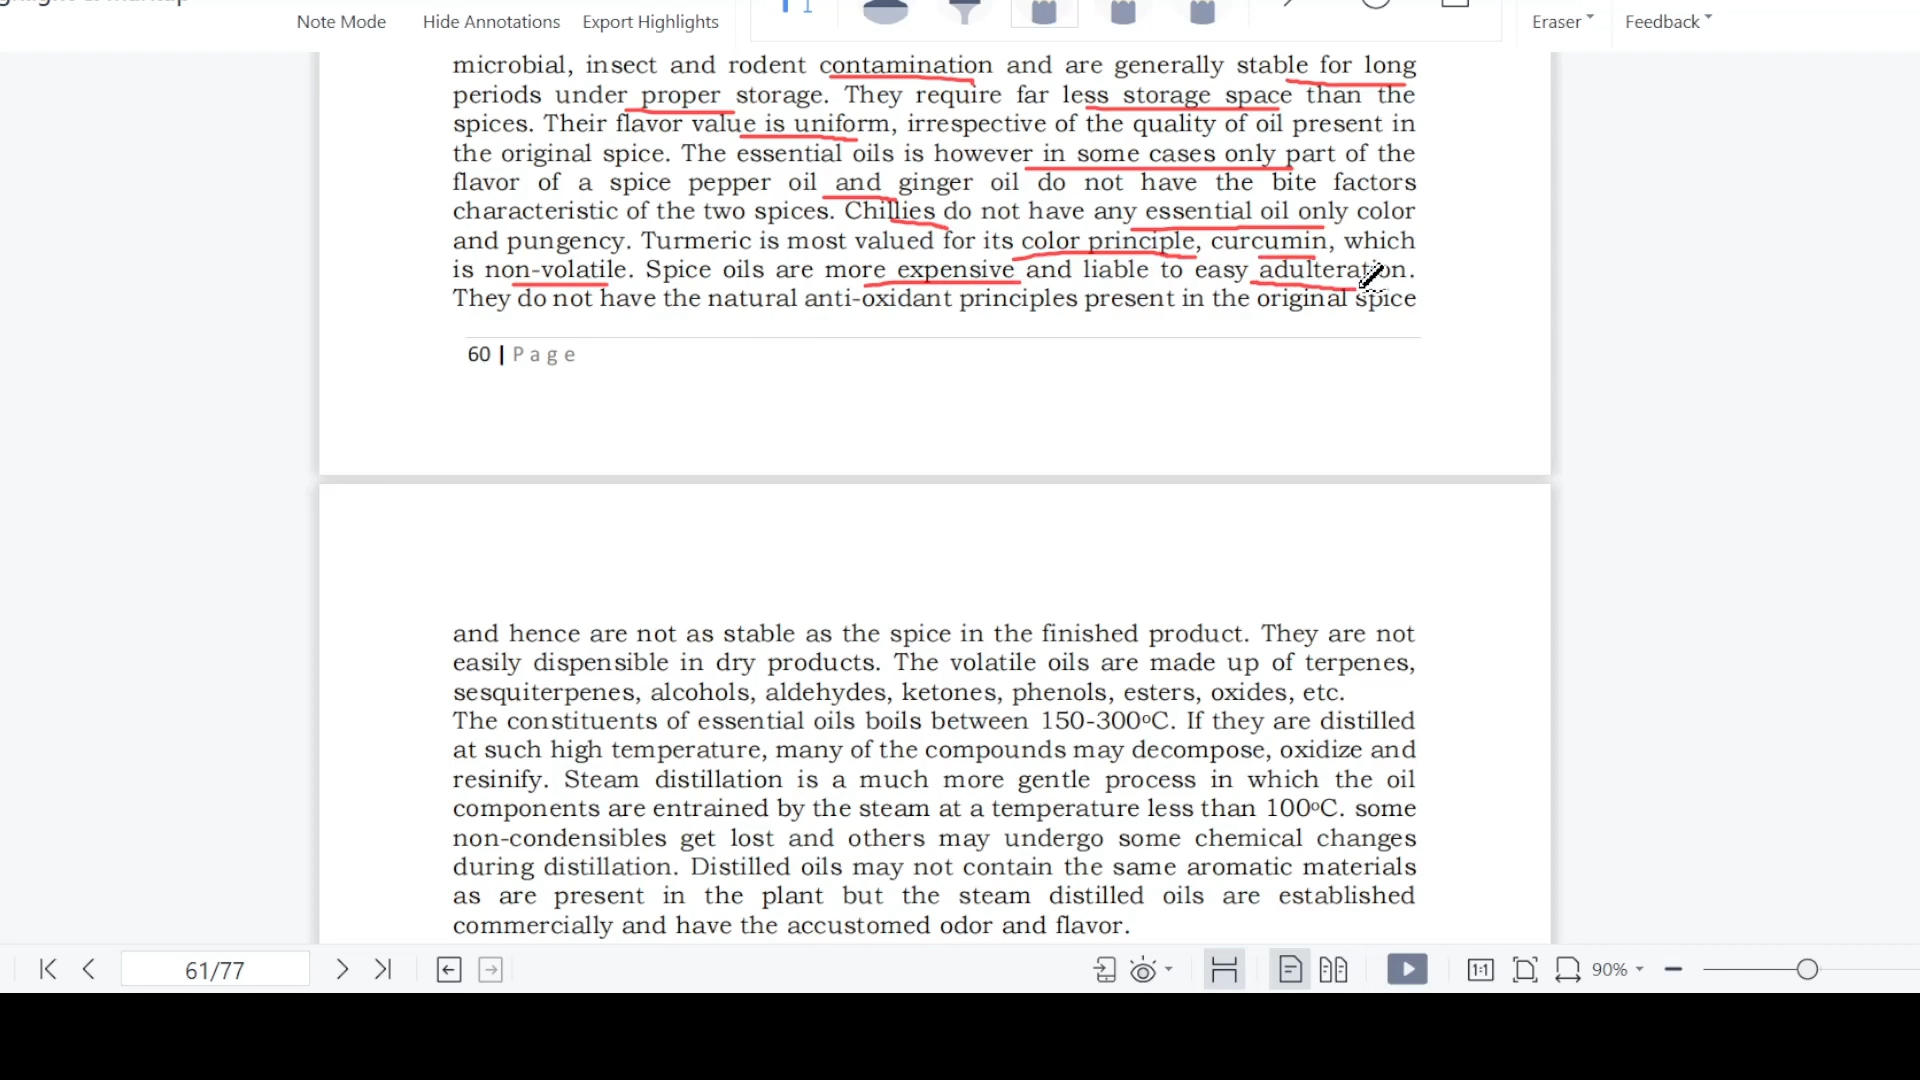 Note Mode Hide Annotations Export Highlights Eraser Feedback
microbial, insect and rodent contamination and are generally stable for long
periods under proper storage. They require far less storage space than the
spices. Their flavor value is uniform, irrespective of the quality of oil present in
the original spice. The essential oils is however in some cases only part of the
flavor of a spice pepper oil and ginger oil do not have the bite factors
characteristic of the two spices. Chillies do not have any essential oil only color
and pungency. Turmeric is most valued for its color principle, curcumin, which
is non-volatile. Spice oils are more expensive and liable to easy adulteration.
They do not have the natural anti-oxidant principles present in the original spice
60 | Page
and hence are not as stable as the spice in the finished product. They are not
easily dispensible in dry products. The volatile oils are made up of terpenes,
sesquiterpenes, alcohols, aldehydes, ketones, phenols, esters, oxides, etc.
The constituents of essential oils boils between 150-300ºC. If they are distilled
at such high temperature, many of the compounds may decompose, oxidize and
resinify. Steam distillation is a much more gentle process in which the oil
components are entrained by the steam at a temperature less than 100ºC. some
non-condensibles get lost and others may undergo some chemical changes
during distillation. Distilled oils may not contain the same aromatic materials
as are present in the plant but the steam distilled oils are established
commercially and have the accustomed odor and flavor.
61/77 1:1 90%